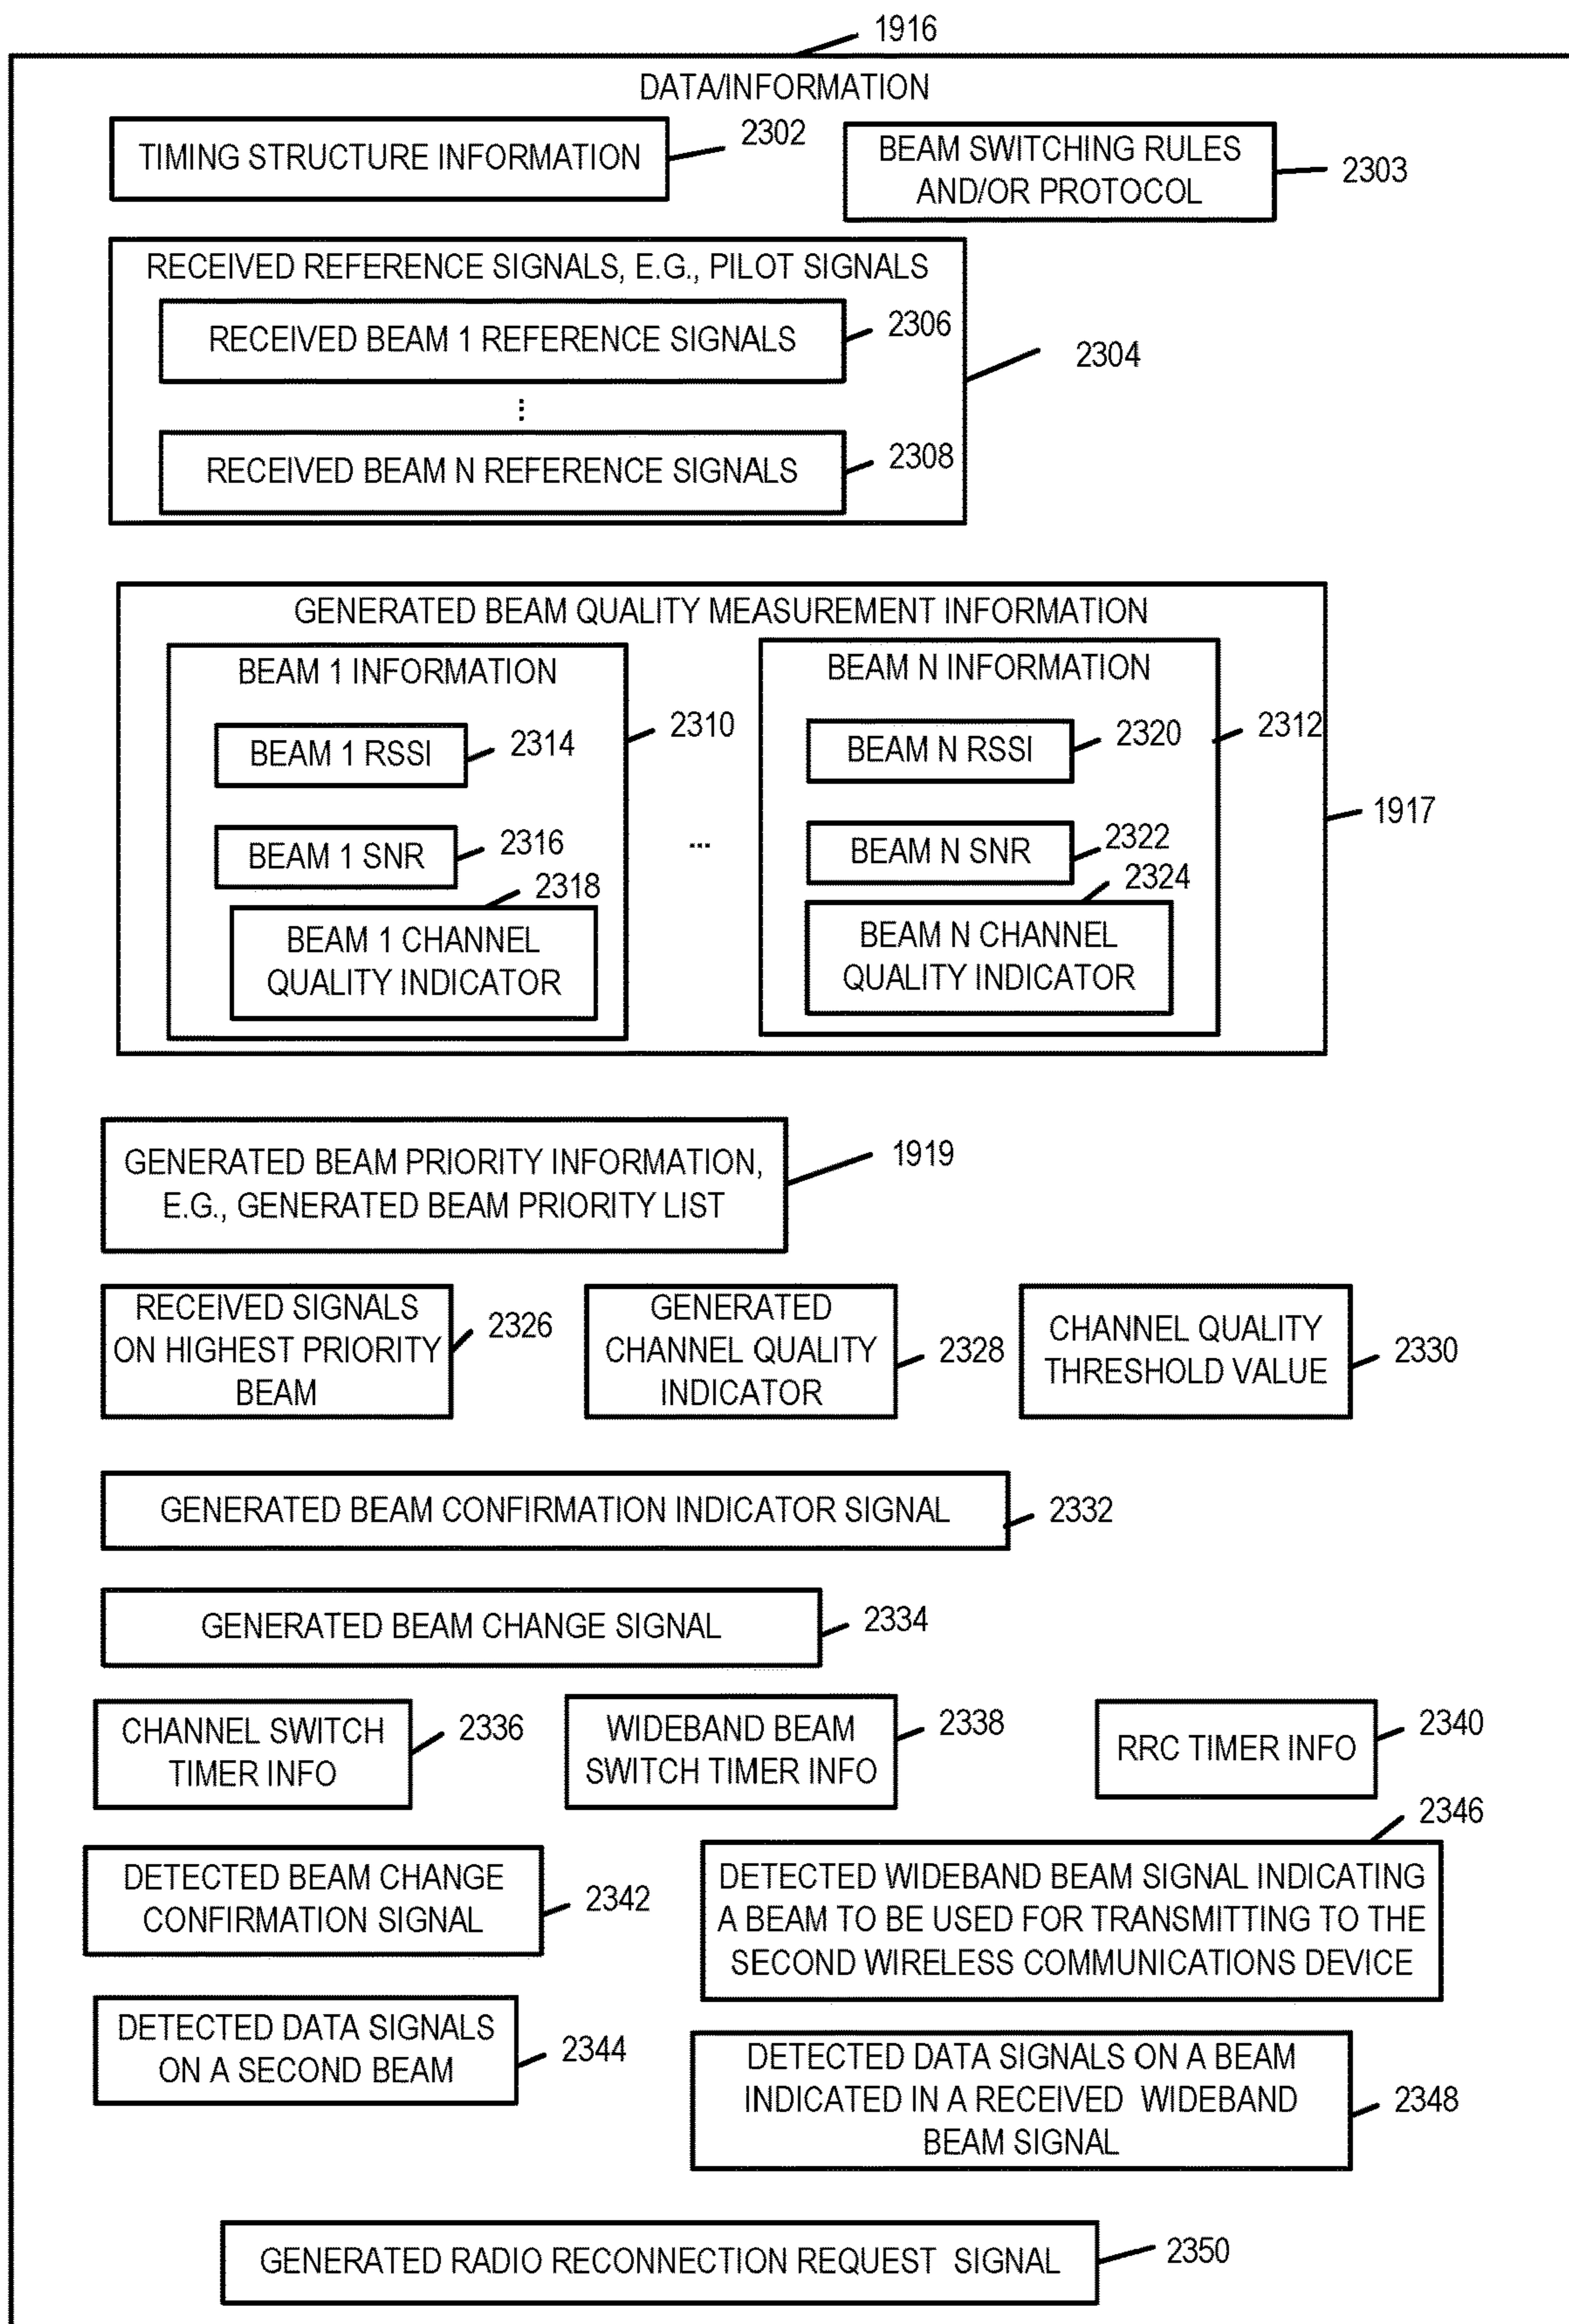 1916
DATA/INFORMATION
TIMING STRUCTURE INFORMATION
2302
BEAM SWITCHING RULES
AND/OR PROTOCOL
2303
RECEIVED REFERENCE SIGNALS, E.G., PILOT SIGNALS
RECEIVED BEAM 1 REFERENCE SIGNALS
2306
2304
⋮
RECEIVED BEAM N REFERENCE SIGNALS
2308
GENERATED BEAM QUALITY MEASUREMENT INFORMATION
BEAM 1 INFORMATION
2310
BEAM 1 RSSI
2314
BEAM 1 SNR
2316
2318
BEAM 1 CHANNEL
QUALITY INDICATOR
...
BEAM N INFORMATION
2312
BEAM N RSSI
2320
BEAM N SNR
2322
2324
BEAM N CHANNEL
QUALITY INDICATOR
1917
GENERATED BEAM PRIORITY INFORMATION,
E.G., GENERATED BEAM PRIORITY LIST
1919
RECEIVED SIGNALS
ON HIGHEST PRIORITY
BEAM
2326
GENERATED
CHANNEL QUALITY
INDICATOR
2328
CHANNEL QUALITY
THRESHOLD VALUE
2330
GENERATED BEAM CONFIRMATION INDICATOR SIGNAL
2332
GENERATED BEAM CHANGE SIGNAL
2334
CHANNEL SWITCH
TIMER INFO
2336
WIDEBAND BEAM
SWITCH TIMER INFO
2338
RRC TIMER INFO
2340
DETECTED BEAM CHANGE
CONFIRMATION SIGNAL
2342
2346
DETECTED WIDEBAND BEAM SIGNAL INDICATING
A BEAM TO BE USED FOR TRANSMITTING TO THE
SECOND WIRELESS COMMUNICATIONS DEVICE
DETECTED DATA SIGNALS
ON A SECOND BEAM
2344
DETECTED DATA SIGNALS ON A BEAM
INDICATED IN A RECEIVED WIDEBAND
BEAM SIGNAL
2348
GENERATED RADIO RECONNECTION REQUEST SIGNAL
2350